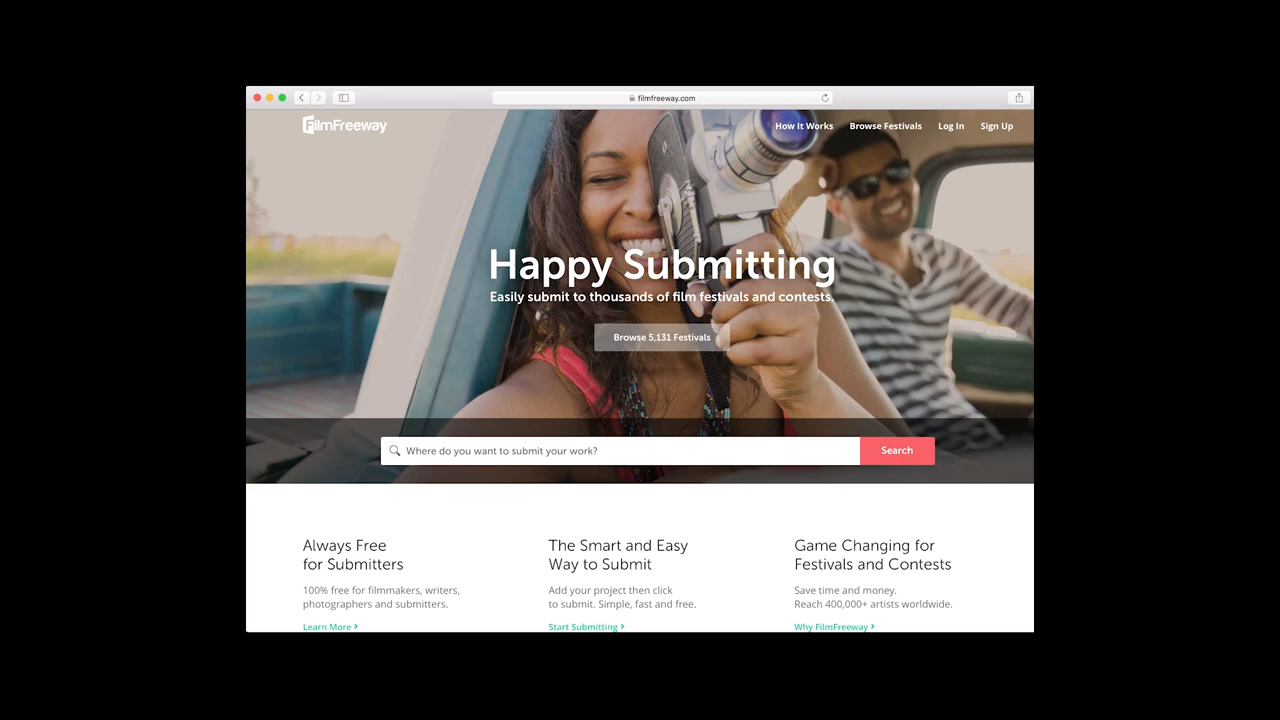 filmfreeway.com
FilmFreeway
How It Works Browse Festivals Log In Sign Up
Happy Submitting
Easily submit to thousands of film festivals and contests.
Browse 5,131 Festivals
Where do you want to submit your work? Search
Always Free
for Submitters
100% free for filmmakers, writers,
photographers and submitters.
Learn More
The Smart and Easy
Way to Submit
Add your project then click
to submit. Simple, fast and free.
Start Submitting
Game Changing for
Festivals and Contests
Save time and money.
Reach 400,000+ artists worldwide.
Why FilmFreeway